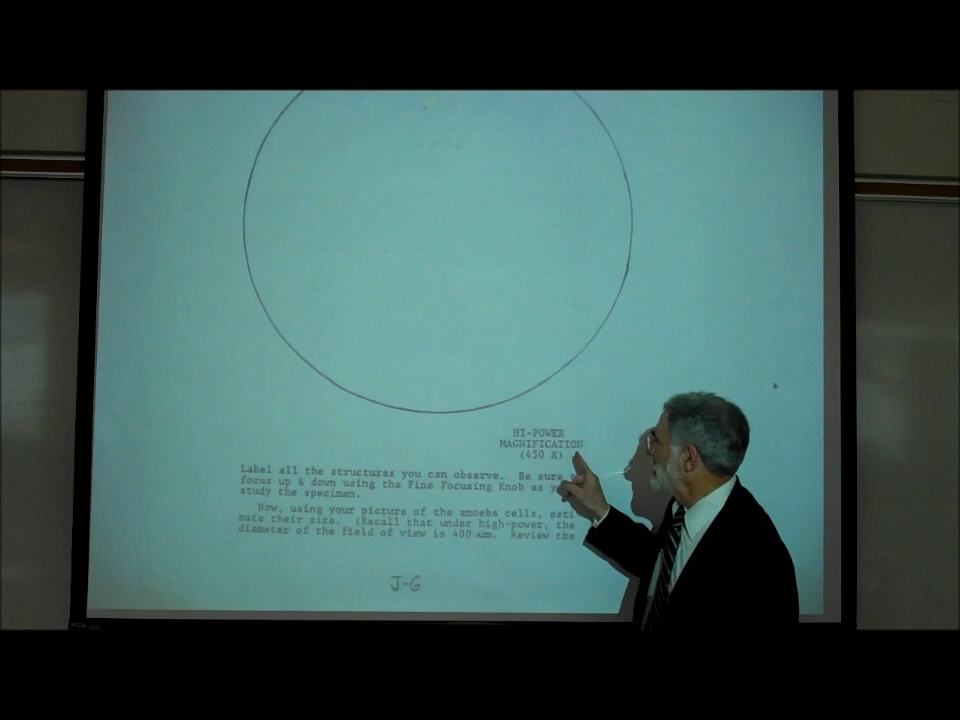 HI-POWER
MAGNIFICATION
(450 X)
Label all the structures you can observe. Be sure
focus up & down using the Fine Focusing Knob as
study the specimen.
Now, using your picture of the amoeba cells, esti
mate their size. (Recall that under high-power, the
diameter of the field of view is 400 Review the
J-6